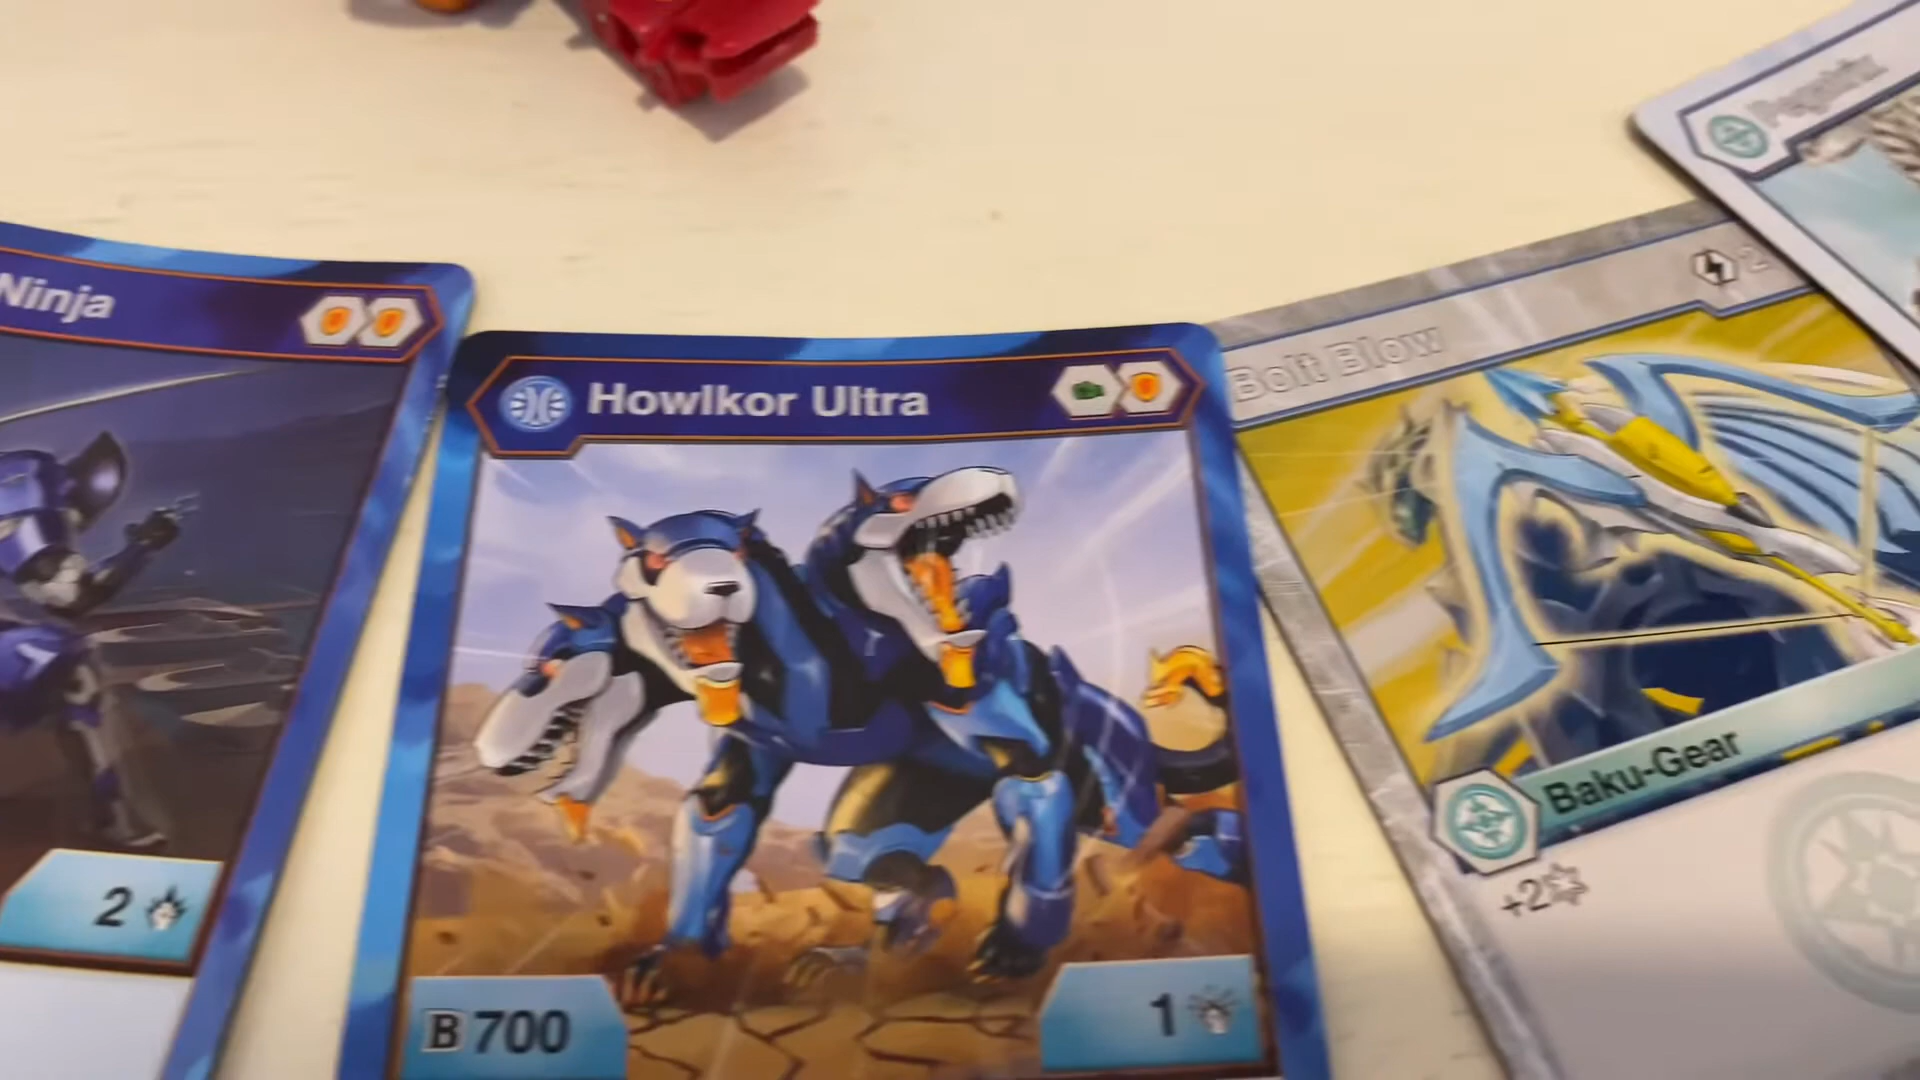 Ninja
2
Howlkor Ultra
B 700
1
Bolt Blow
2
Baku-Gear
+2